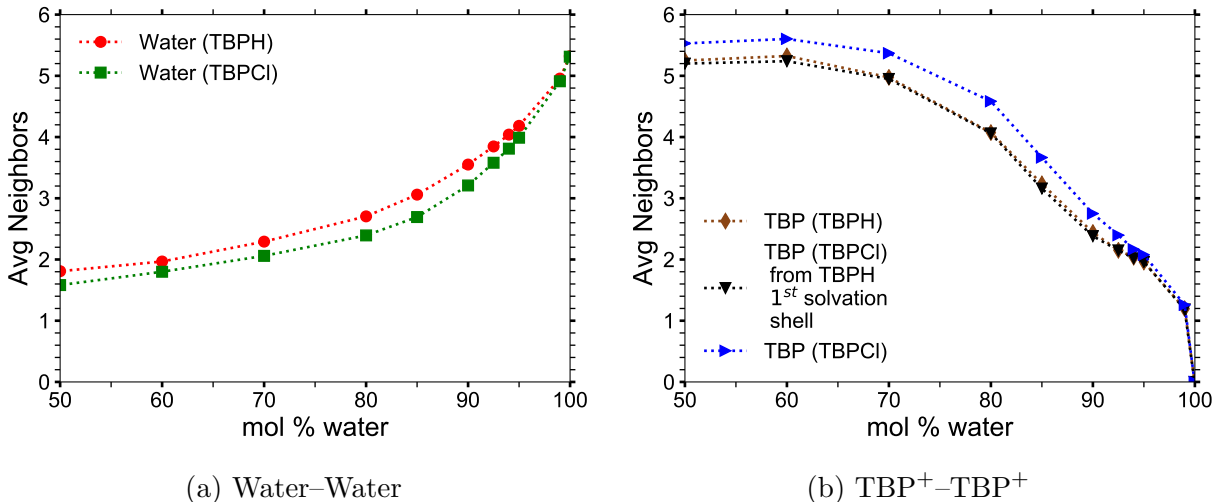 6
5
4
3
2
1
0
Avg Neighbors
Water (TBPH)
Water (TBPCl)
50 60 70 80 90 100
mol % water
(a) Water–Water
6
5
4
3
2
1
0
Avg Neighbors
TBP (TBPH)
TBP (TBPCl)
from TBPH
1st solvation
shell
TBP (TBPCl)
50 60 70 80 90 100
mol % water
(b) TBP⁺–TBP⁺